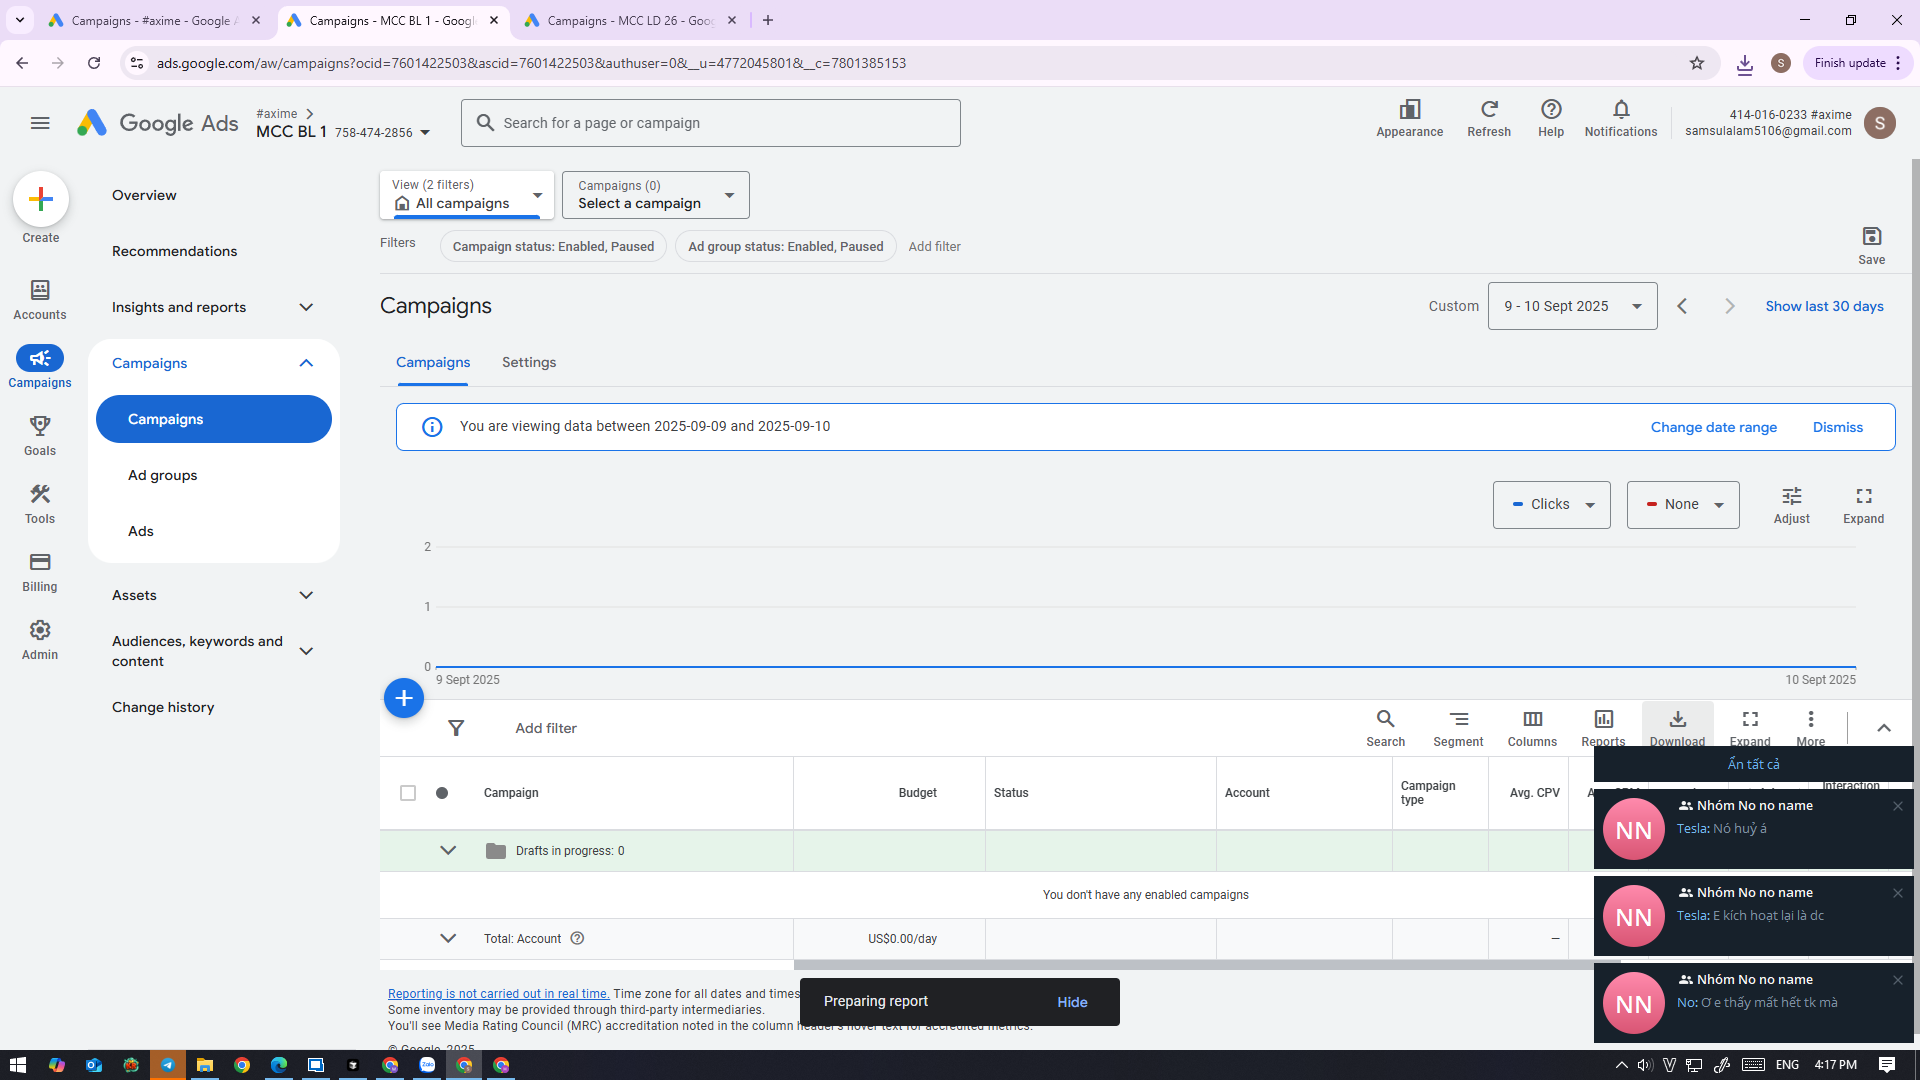 Campaigns - #axime - Google A
Campaigns - MCC BL 1 - Google
Campaigns - MCC LD 26 - Goog
ads.google.com/aw/campaigns?ocid=7601422503&ascid=7601422503&authuser=0&__u=4772045801&__c=7801385153
S
Finish update
Google Ads
#axime
MCC BL 1 758-474-2856
Search for a page or campaign
Appearance
Refresh
Help
Notifications
414-016-0233 #axime
samsulalam5106@gmail.com
S
Create
Accounts
Campaigns
Goals
Tools
Billing
Admin
Overview
Recommendations
Insights and reports
Campaigns
Campaigns
Ad groups
Ads
Assets
Audiences, keywords and
content
Change history
View (2 filters)
All campaigns
Campaigns (0)
Select a campaign
Filters
Campaign status: Enabled, Paused
Ad group status: Enabled, Paused
Add filter
Save
Campaigns
Custom
9 - 10 Sept 2025
Show last 30 days
Campaigns
Settings
You are viewing data between 2025-09-09 and 2025-09-10
Change date range
Dismiss
Clicks
None
Adjust
Expand
2
1
0
9 Sept 2025
10 Sept 2025
Add filter
Search
Segment
Columns
Reports
Download
Expand
More
Campaign
Budget
Status
Account
Campaign
type
Avg. CPV
Interaction
Drafts in progress: 0
You don't have any enabled campaigns
Total: Account
US$0.00/day
—
Reporting is not carried out in real time. Time zone for all dates and times
Some inventory may be provided through third-party intermediaries.
You'll see Media Rating Council (MRC) accreditation noted in the column header's hover text for accredited metrics.
© Google, 2025
Preparing report
Hide
Ẩn tất cả
NN
Nhóm No no name
Tesla: Nó huỷ á
NN
Nhóm No no name
Tesla: E kích hoạt lại là dc
NN
Nhóm No no name
No: Ơ e thấy mất hết tk mà
Zalo
ENG
4:17 PM